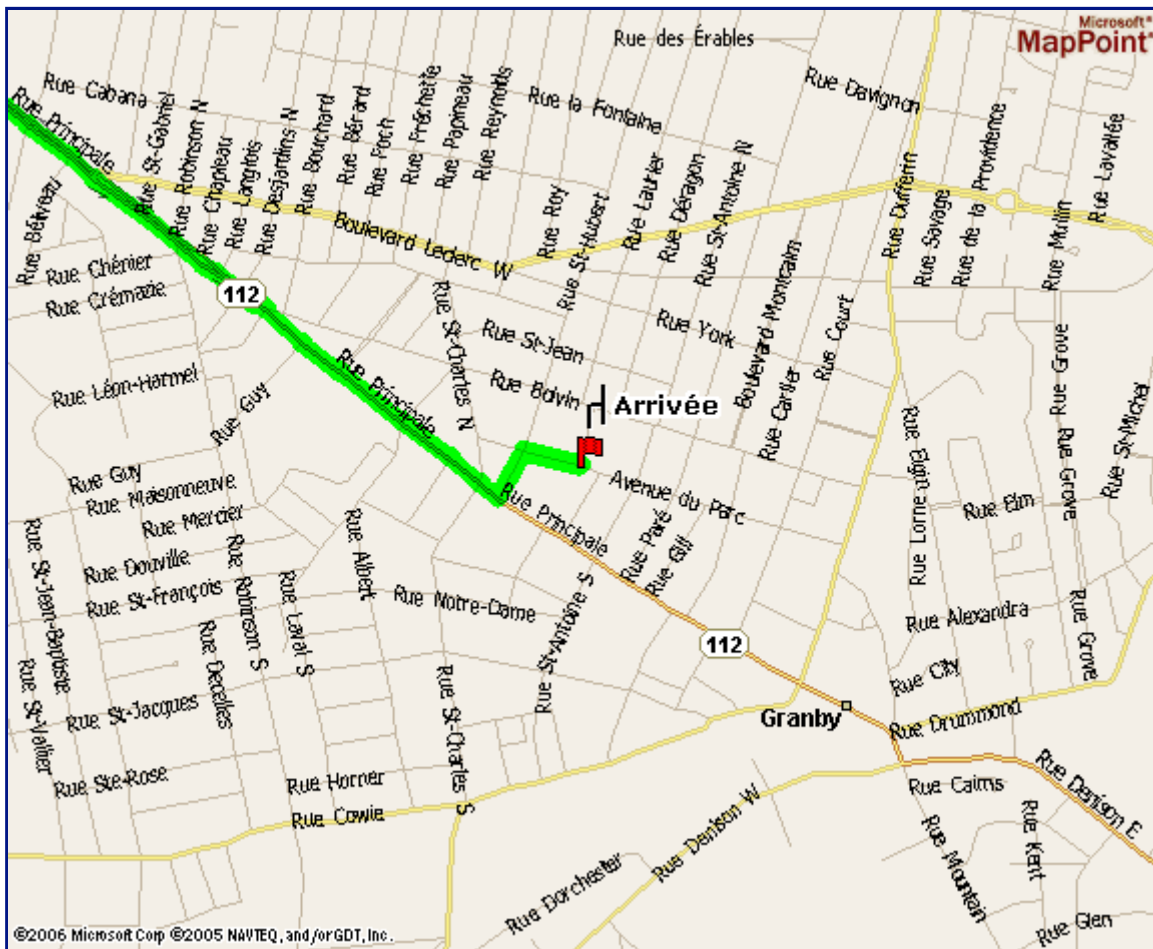 Microsoft®
MapPoint®
Rue des Érables
Rue Cabana
Rue Principale
Rue St-Gabriel
Rue Robinson N
Rue Chapleau
Rue Langlois
Rue Desjardins N
Rue Bouchard
Rue Bérard
Rue Foch
Rue Fréchette
Rue Papineau
Rue Reynolds
Rue la Fontaine
Rue Davignon
Rue Roy
Rue St-Hubert
Rue Laurier
Rue Déragon
Rue St-Antoine N
Rue Dufferin
Rue Savage
Rue de la Providence
Rue Mullin
Rue Lavallée
Rue Béliveau
Boulevard Leclerc W
Rue Chénier
Rue Crémazie
112
Rue St-Charles N
Rue St-Jean
Rue York
Boulevard Montcalm
Rue Court
Rue Cartier
Rue Léon-Harmel
Rue Guy
Rue Principale
Rue Boivin
Arrivée
Rue Grove
Rue Grove
Rue St-Michel
Rue Elgin
Rue Lorne
Rue Elm
Rue Guy
Rue Maisonneuve
Rue Mercier
Rue Douville
Rue St-François
Rue St-Jean-Baptiste
Rue St-Vallier
Rue Robinson S
Rue Laval S
Rue Decelles
Rue Albert
Rue Principale
Avenue du Parc
Rue Paré
Rue Gill
Rue Notre-Dame
Rue St-Antoine S
Rue Alexandra
Rue Grove
112
Rue City
Granby
Rue Drummond
Rue St-Jacques
Rue St-Charles S
Rue Ste-Rose
Rue Horner
Rue Cowie
Rue Denison W
Rue Cairns
Rue Denison E
Rue Kent
Rue Mountain
Rue Dorchester
Rue Glen
©2006 Microsoft Corp ©2005 NAVTEQ, and/or GDT, Inc.